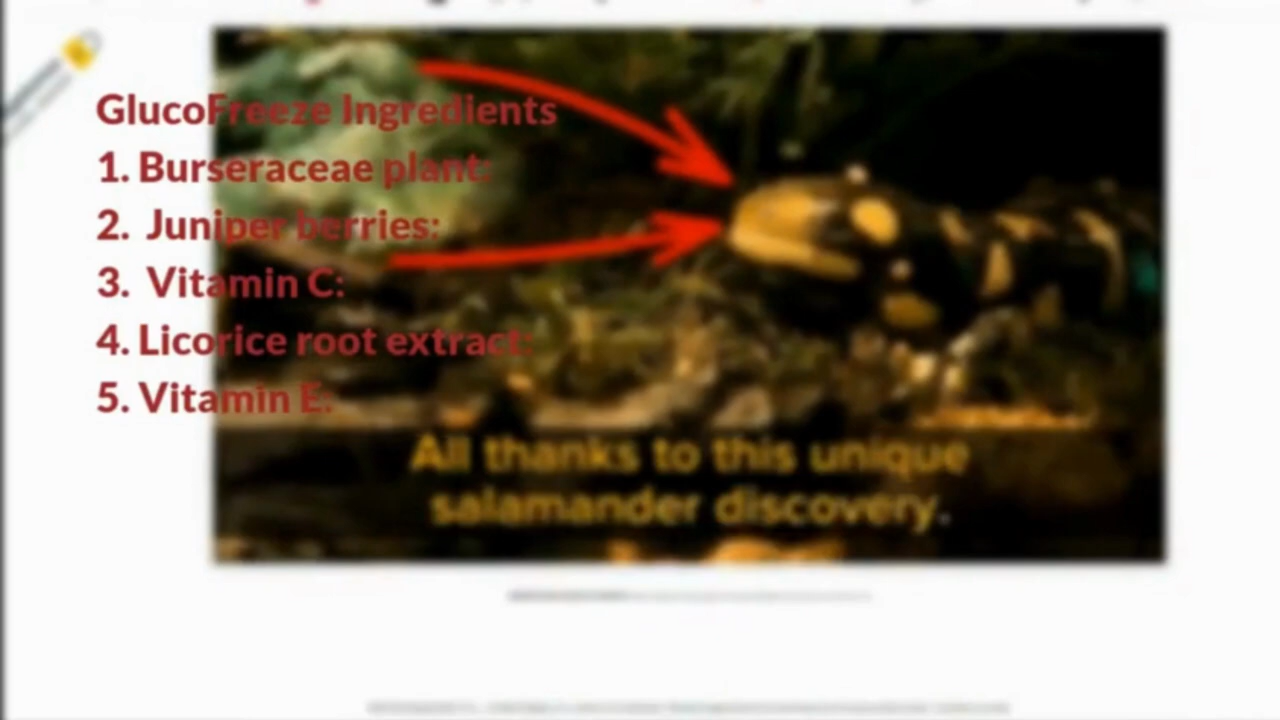 GlucoFreeze Ingredients
1. Burseraceae plant:
2. Juniper berries:
3. Vitamin C:
4. Licorice root extract:
5. Vitamin E:
All thanks to this unique
salamander discovery.